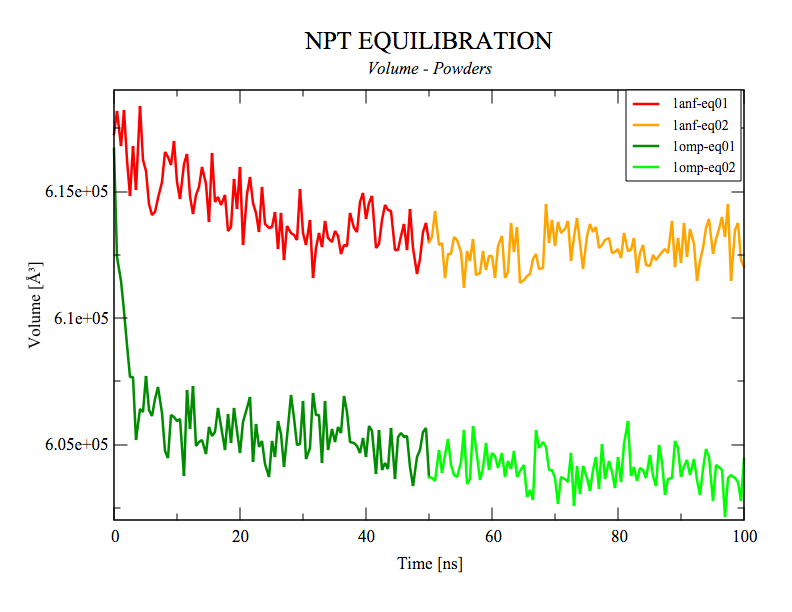 NPT EQUILIBRATION
Volume - Powders
1anf-eq01
1anf-eq02
1omp-eq01
1omp-eq02
6.15e+05
6.1e+05
6.05e+05
Volume [Å³]
0 20 40 60 80 100
Time [ns]